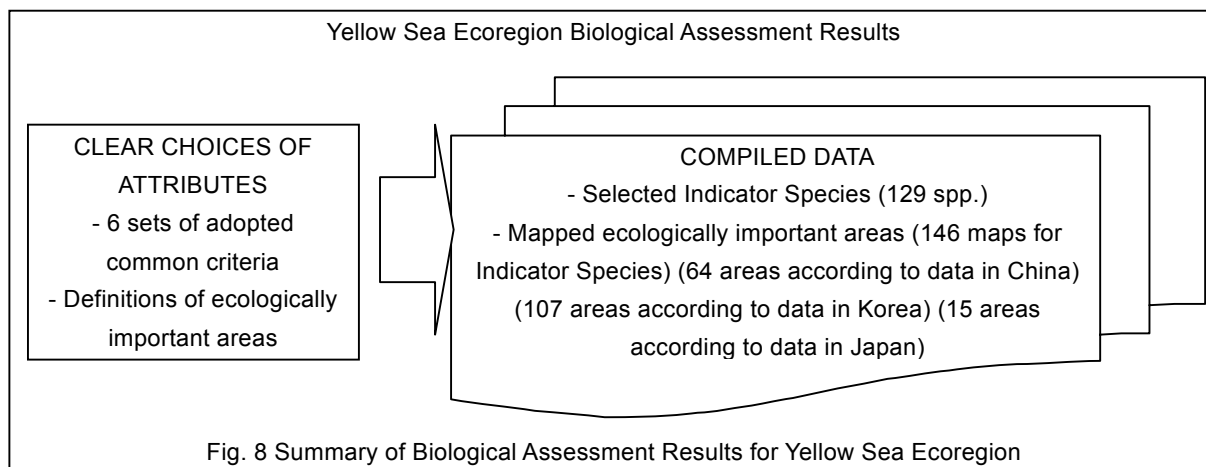 Yellow Sea Ecoregion Biological Assessment Results
CLEAR CHOICES OF
ATTRIBUTES
- 6 sets of adopted
common criteria
- Definitions of ecologically
important areas
COMPILED DATA
- Selected Indicator Species (129 spp.)
- Mapped ecologically important areas (146 maps for
Indicator Species) (64 areas according to data in China)
(107 areas according to data in Korea) (15 areas
according to data in Japan)
Fig. 8 Summary of Biological Assessment Results for Yellow Sea Ecoregion